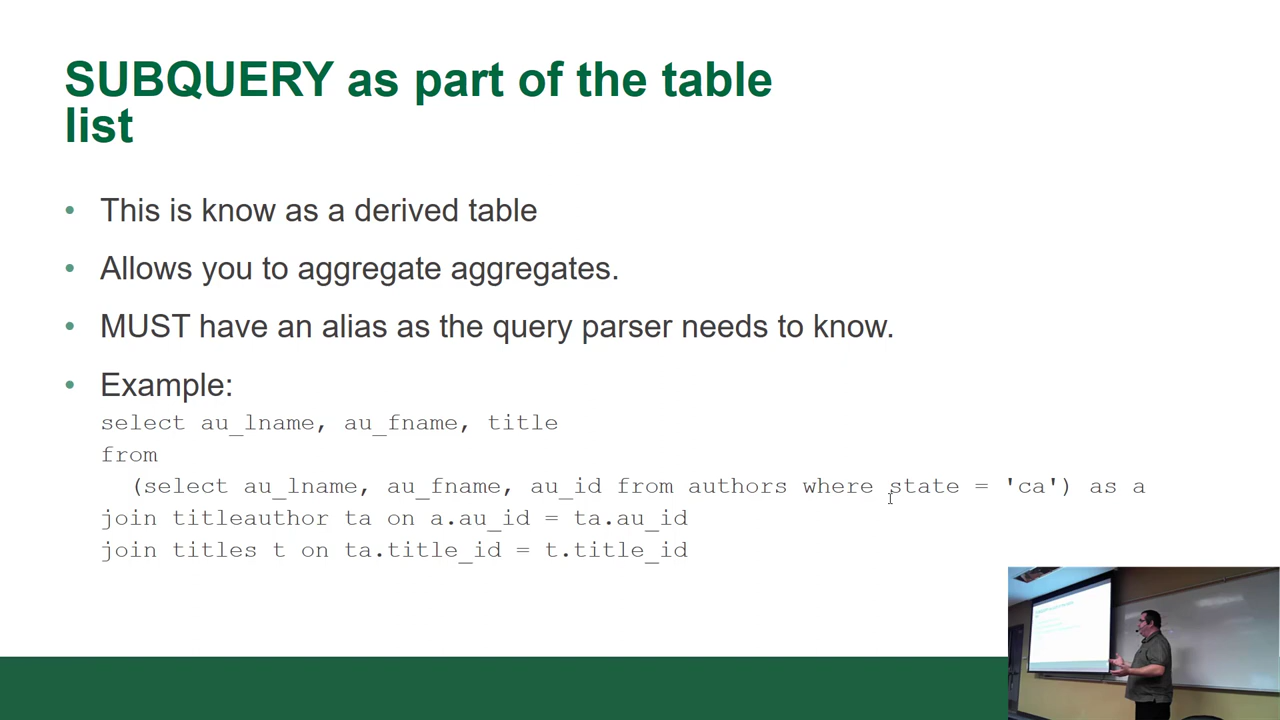 SUBQUERY as part of the table
list
• This is know as a derived table
• Allows you to aggregate aggregates.
• MUST have an alias as the query parser needs to know.
• Example:
select au_lname, au_fname, title
from
(select au_lname, au_fname, au_id from authors where state = 'ca') as a
join titleauthor ta on a.au_id = ta.au_id
join titles t on ta.title_id = t.title_id